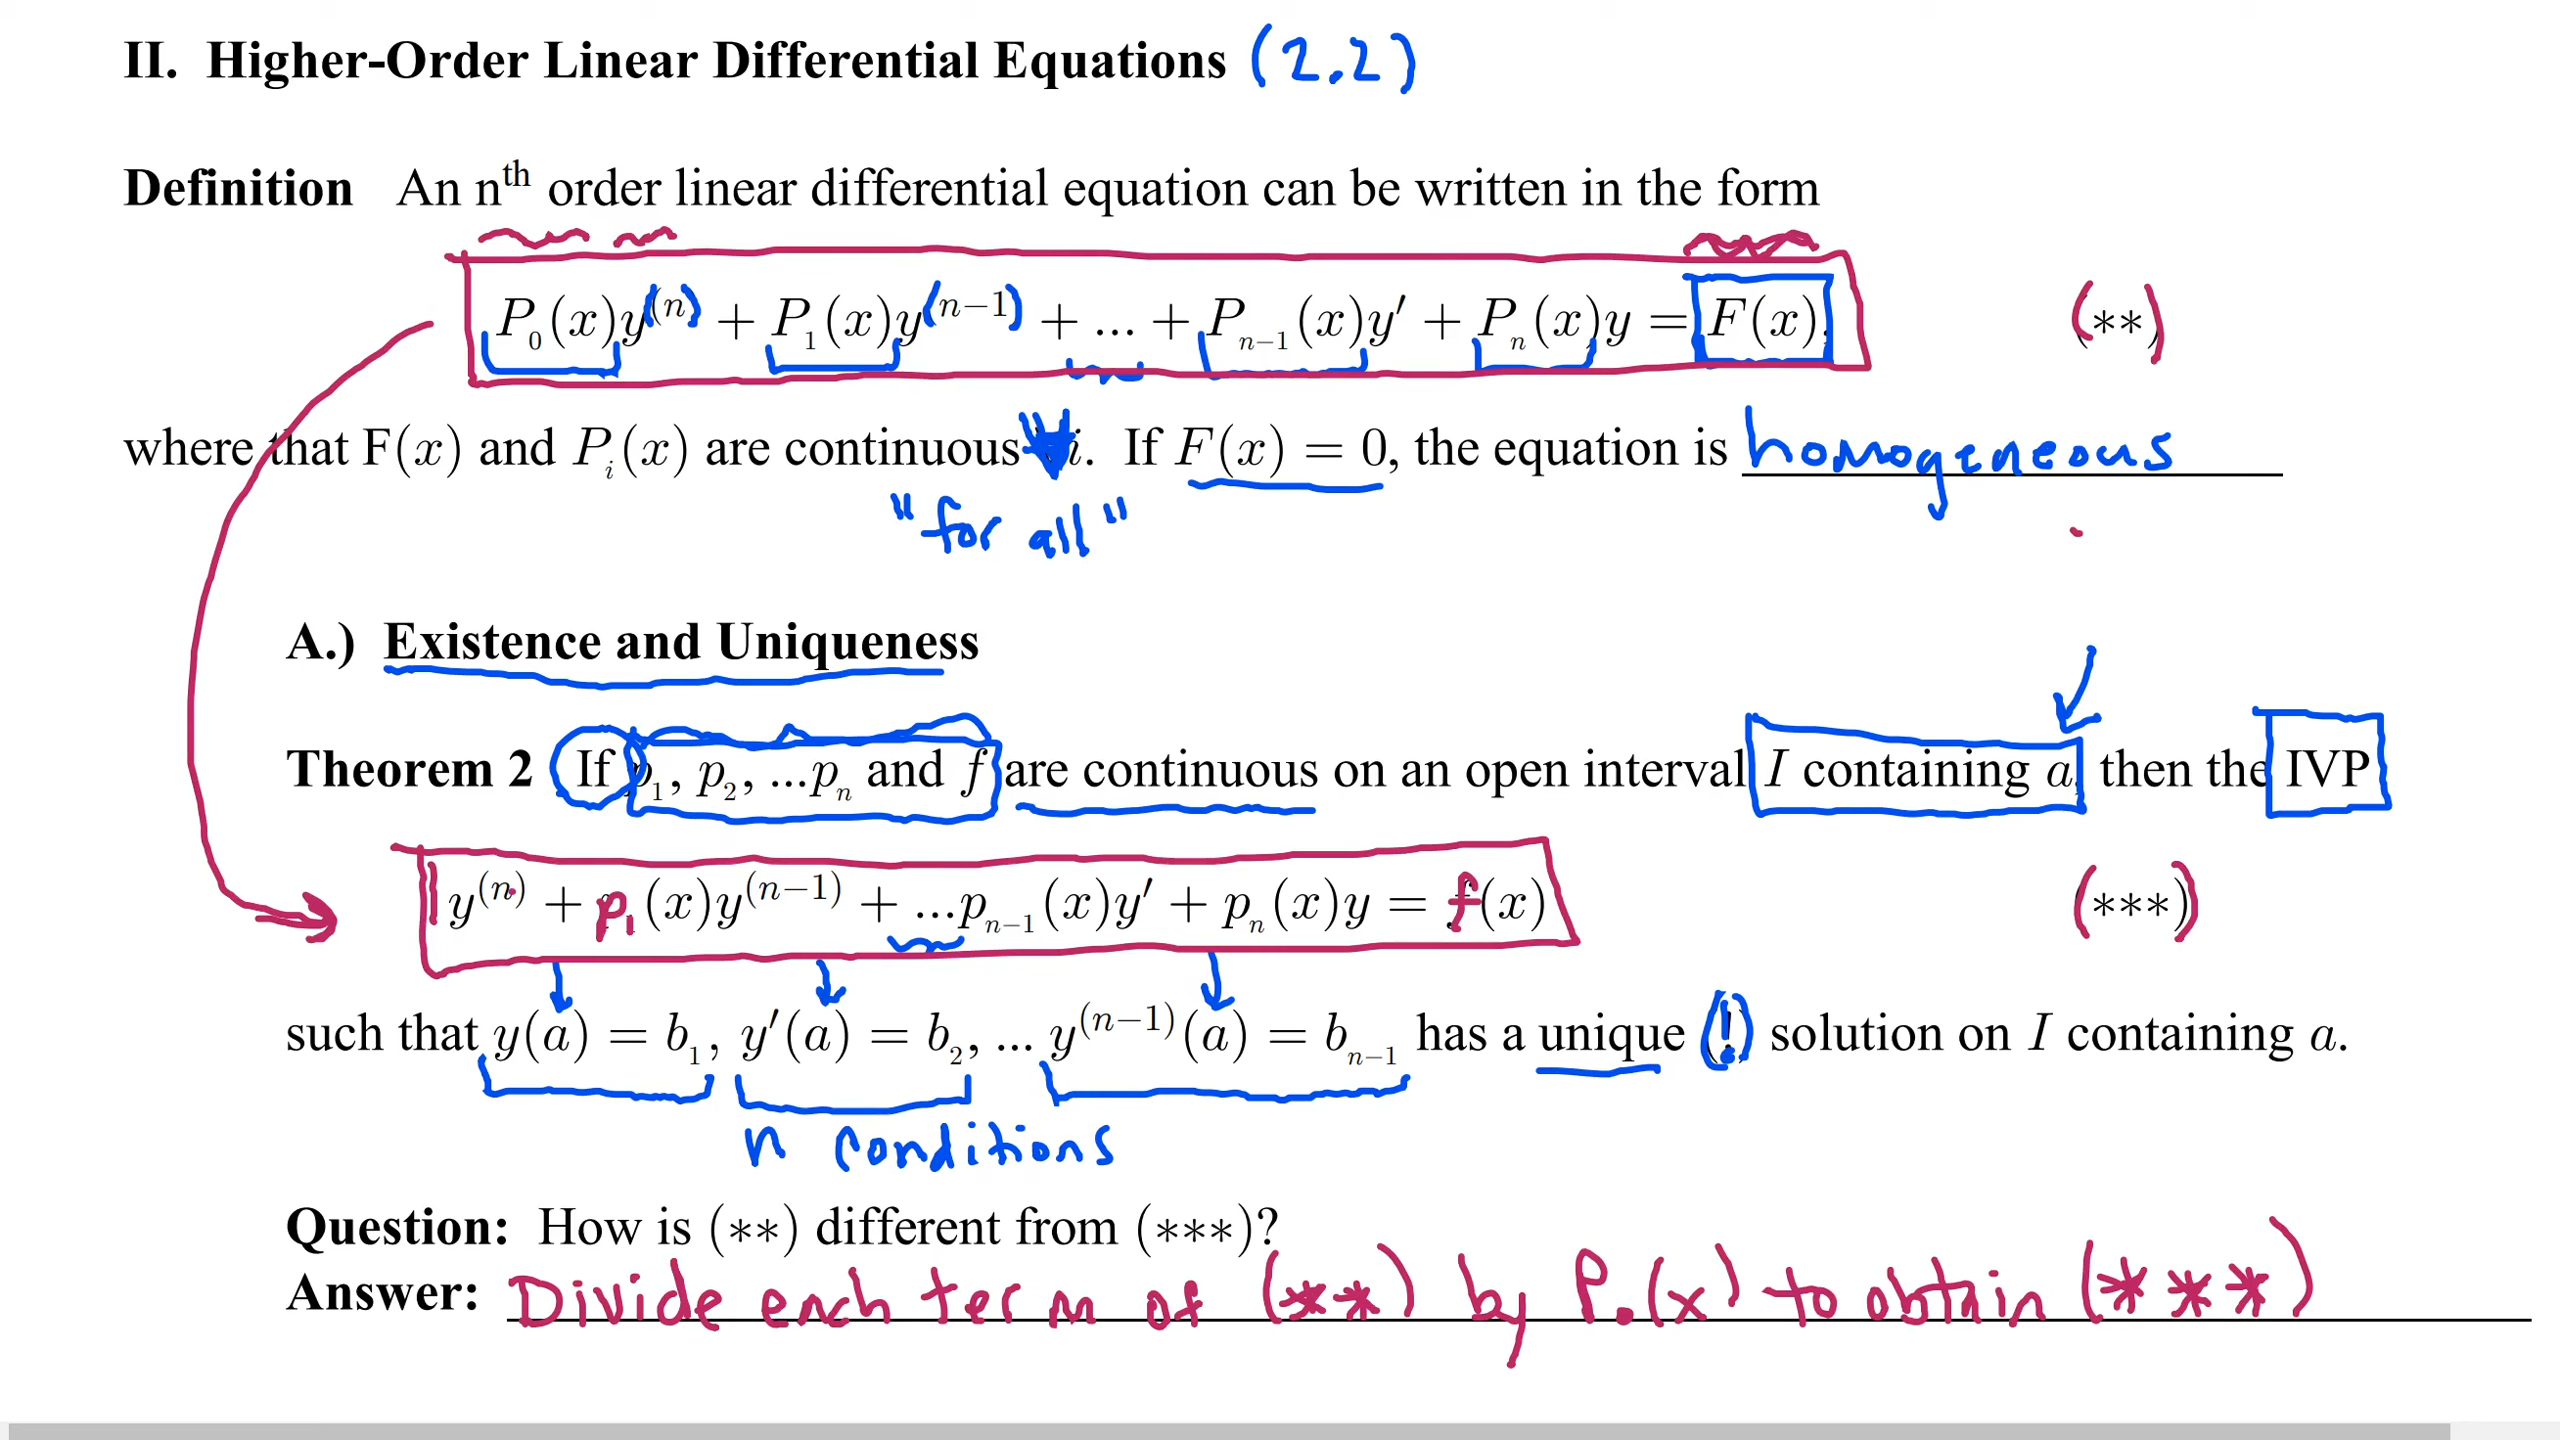 II. Higher-Order Linear Differential Equations (2.2)
Definition An nᵗʰ order linear differential equation can be written in the form
P₀(x)y⁽ⁿ⁾ + P₁(x)y⁽ⁿ⁻¹⁾ + ... + Pₙ₋₁(x)y′ + Pₙ(x)y = F(x), (**)
where that F(x) and Pᵢ(x) are continuous ∀i. If F(x) = 0, the equation is homogeneous
"for all"
A.) Existence and Uniqueness
Theorem 2 If p₁, p₂, ...pₙ and f are continuous on an open interval I containing a, then the IVP
1 y⁽ⁿ⁾ + p₁(x)y⁽ⁿ⁻¹⁾ + ...pₙ₋₁(x)y′ + pₙ(x)y = f(x) (***)
such that y(a) = b₁, y′(a) = b₂, ... y⁽ⁿ⁻¹⁾(a) = bₙ₋₁ has a unique (!) solution on I containing a.
n conditions
Question: How is (**) different from (***)?
Answer: Divide each term of (**) by P₀(x) to obtain (***)